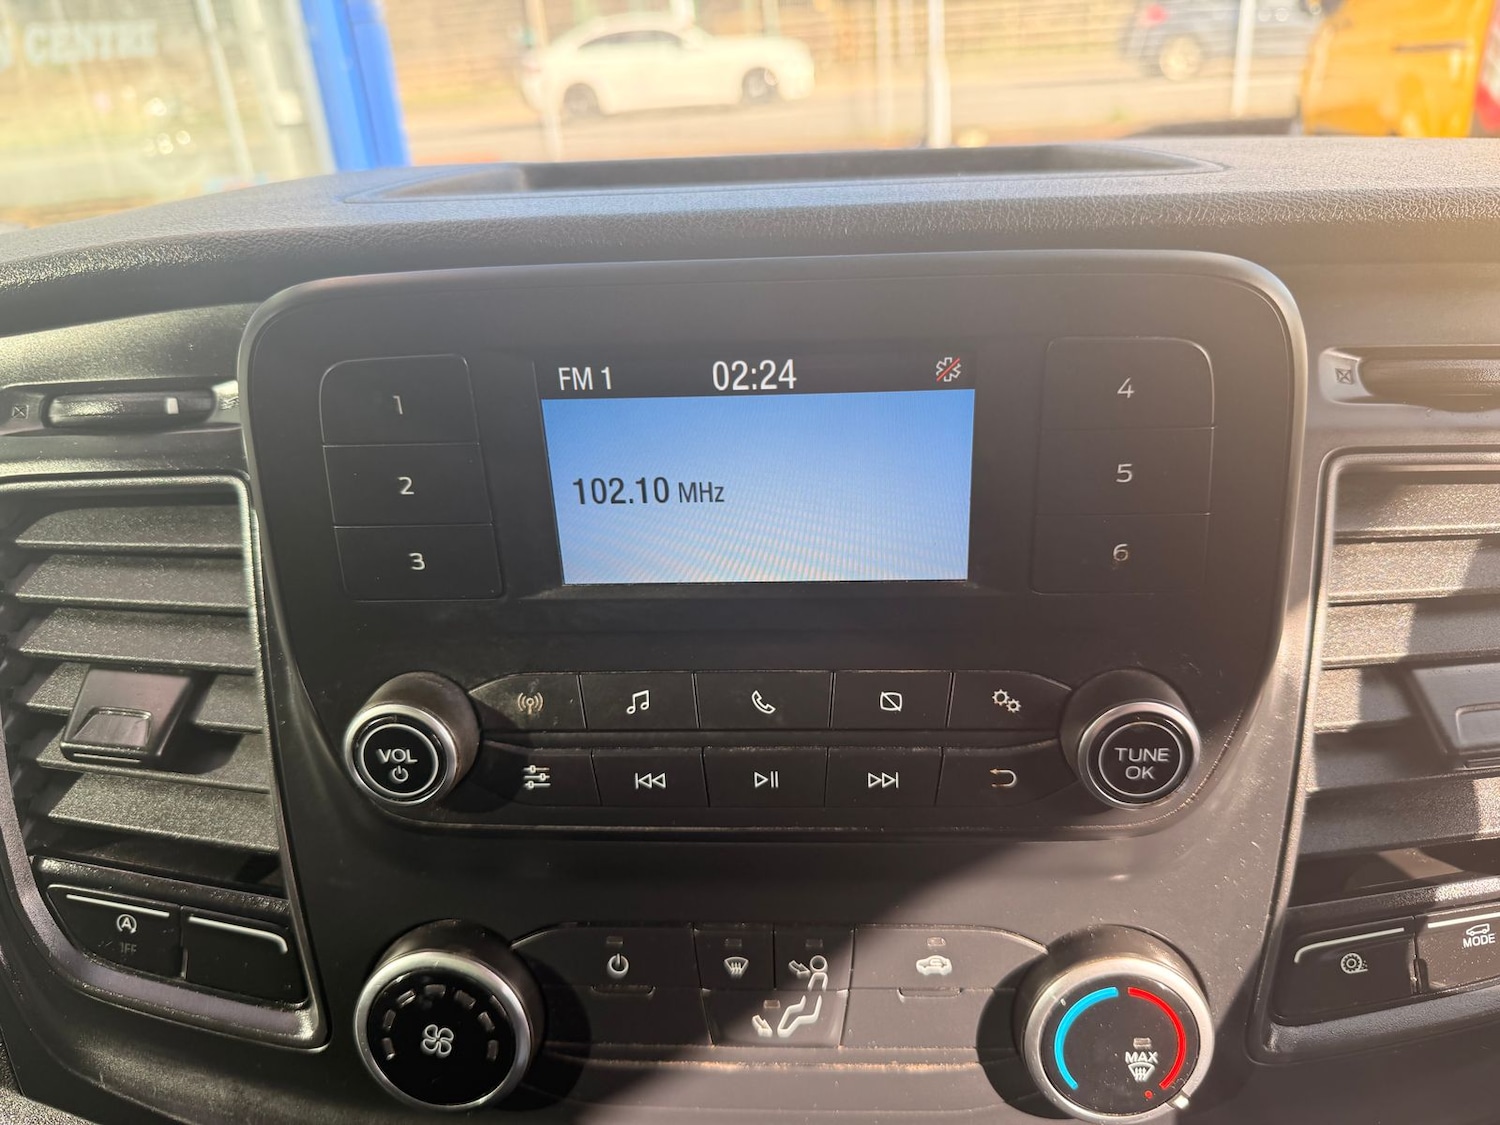 CENTRE
FM 1 02:24
102.10 MHz
1
2
3
4
5
6
VOL
TUNE
OK
A
OFF
MODE
MAX